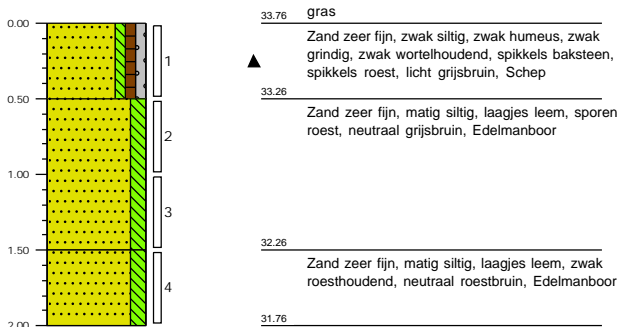 33.76 gras
0.00
Zand zeer fijn, zwak siltig, zwak humeus, zwak
grindig, zwak wortelhoudend, spikkels baksteen,
spikkels roest, licht grijsbruin, Schep
1
33.26
0.50
Zand zeer fijn, matig siltig, laagjes leem, sporen
roest, neutraal grijsbruin, Edelmanboor
2
1.00
3
32.26
1.50
Zand zeer fijn, matig siltig, laagjes leem, zwak
roesthoudend, neutraal roestbruin, Edelmanboor
4
31.76
2.00